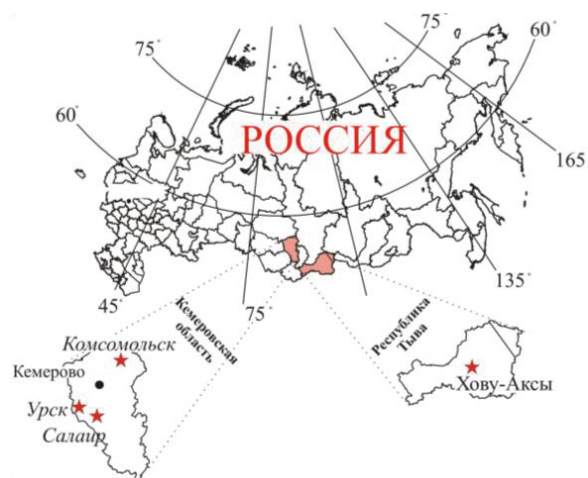 75°
75°
60°
60°
РОССИЯ
165
135°
45°
75
Кемеровская
область
Республика
Тыва
Комсомольск
Кемерово
Хову-Аксы
Урск
Салаир